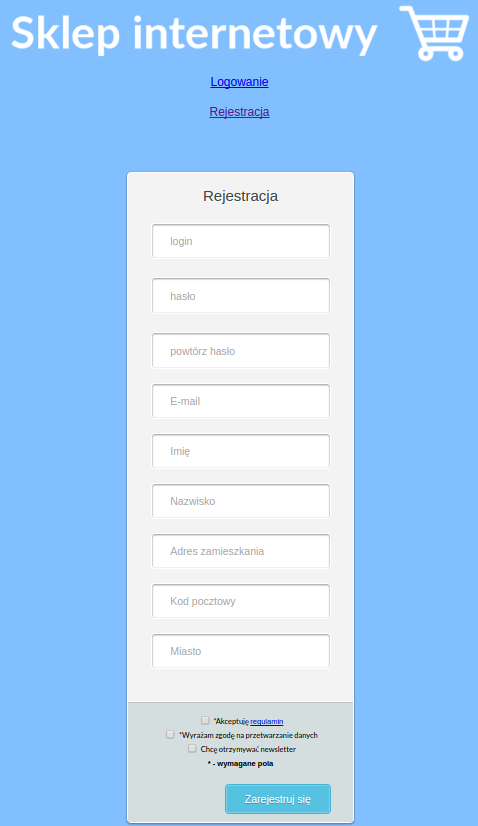 Sklep internetowy
Logowanie
Rejestracja
Rejestracja
login
hasło
powtórz hasło
E-mail
Imię
Nazwisko
Adres zamieszkania
Kod pocztowy
Miasto
*Akceptuję regulamin
*Wyrażam zgodę na przetwarzanie danych
Chcę otrzymywać newsletter
* - wymagane pola
Zarejestruj się